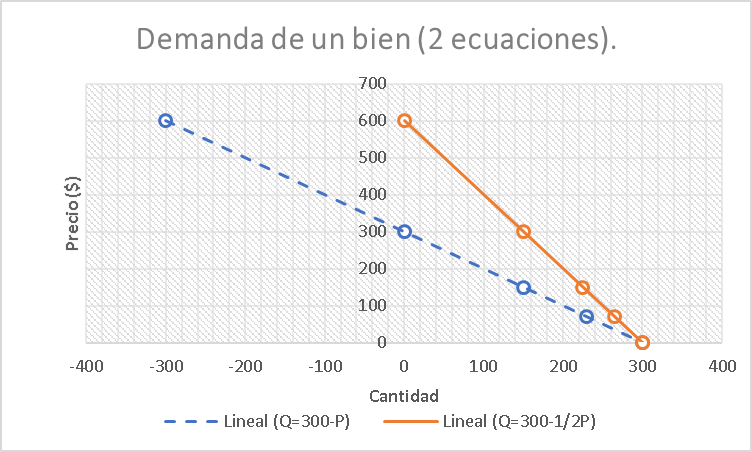 Demanda de un bien (2 ecuaciones).
700
600
500
400
300
200
100
0
Precio ($)
-400 -300 -200 -100 0 100 200 300 400
Cantidad
Lineal (Q=300-P) Lineal (Q=300-1/2P)